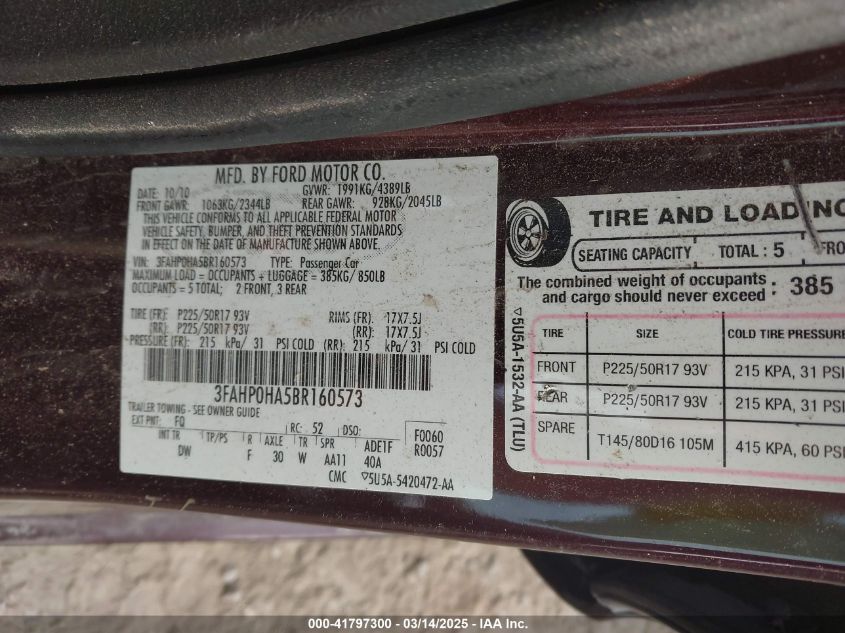 MFD. BY FORD MOTOR CO.
DATE: 10/10 GVWR: 1991KG/4389LB
FRONT GAWR: 1063KG/2344LB REAR GAWR: 928KG/2045LB
THIS VEHICLE CONFORMS TO ALL APPLICABLE FEDERAL MOTOR
VEHICLE SAFETY, BUMPER, AND THEFT PREVENTION STANDARDS
IN EFFECT ON THE DATE OF MANUFACTURE SHOWN ABOVE.
VIN: 3FAHP0HA5BR160573 TYPE: Passenger Car
MAXIMUM LOAD = OCCUPANTS + LUGGAGE = 385KG/ 850LB
OCCUPANTS = 5 TOTAL; 2 FRONT, 3 REAR
TIRE (FR): P225/50R17 93V RIMS (FR): 17X7.5J
(RR): P225/50R17 93V (RR): 17X7.5J
PRESSURE (FR): 215 kPa/ 31 PSI COLD (RR): 215 kPa/ 31 PSI COLD
3FAHP0HA5BR160573
TRAILER TOWING - SEE OWNER GUIDE
EXT PNT: FQ RC: 52 DSO: F0060
INT TR TP/PS R AXLE TR SPR ADE1F R0057
DW F 30 W AA11 40A
CMC ▽5U5A-5420472-AA
TIRE AND LOADING
SEATING CAPACITY TOTAL : 5 FRO
The combined weight of occupants
and cargo should never exceed : 385
TIRE SIZE COLD TIRE PRESSURE
FRONT P225/50R17 93V 215 KPA, 31 PSI
REAR P225/50R17 93V 215 KPA, 31 PSI
SPARE T145/80D16 105M 415 KPA, 60 PSI
▽5U5A-1532-AA (TLU)
000-41797300 - 03/14/2025 - IAA Inc.